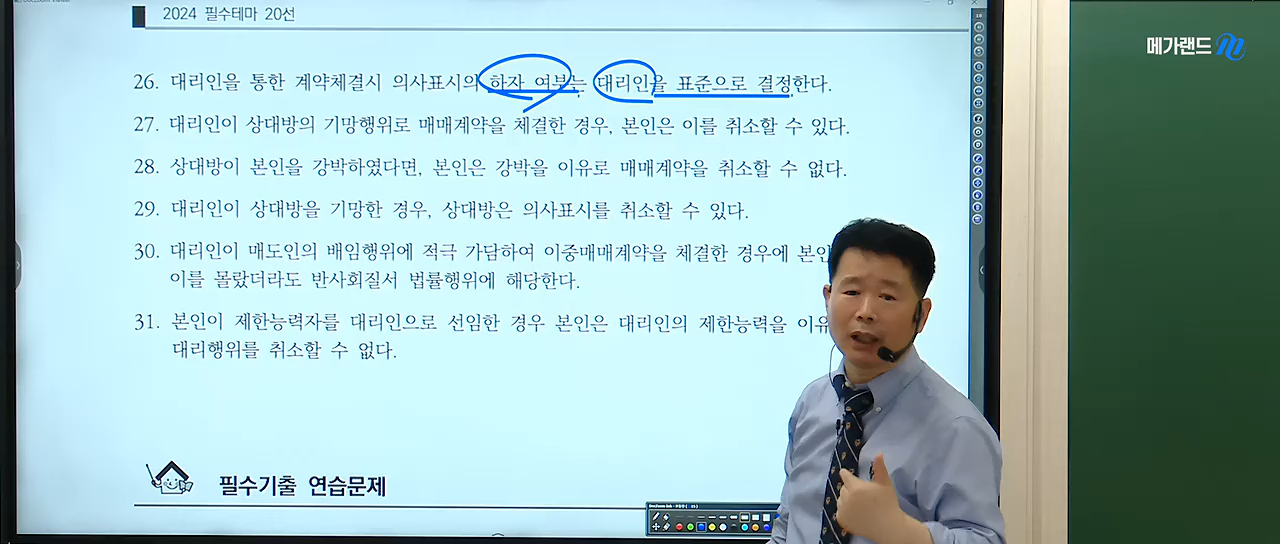 2024 필수테마 20선
메가랜드
26. 대리인을 통한 계약체결시 의사표시의 하자 여부는 대리인을 표준으로 결정한다.
27. 대리인이 상대방의 기망행위로 매매계약을 체결한 경우, 본인은 이를 취소할 수 있다.
28. 상대방이 본인을 강박하였다면, 본인은 강박을 이유로 매매계약을 취소할 수 없다.
29. 대리인이 상대방을 기망한 경우, 상대방은 의사표시를 취소할 수 있다.
30. 대리인이 매도인의 배임행위에 적극 가담하여 이중매매계약을 체결한 경우에 본인
이를 몰랐더라도 반사회질서 법률행위에 해당한다.
31. 본인이 제한능력자를 대리인으로 선임한 경우 본인은 대리인의 제한능력을 이유
대리행위를 취소할 수 없다.
필수기출 연습문제